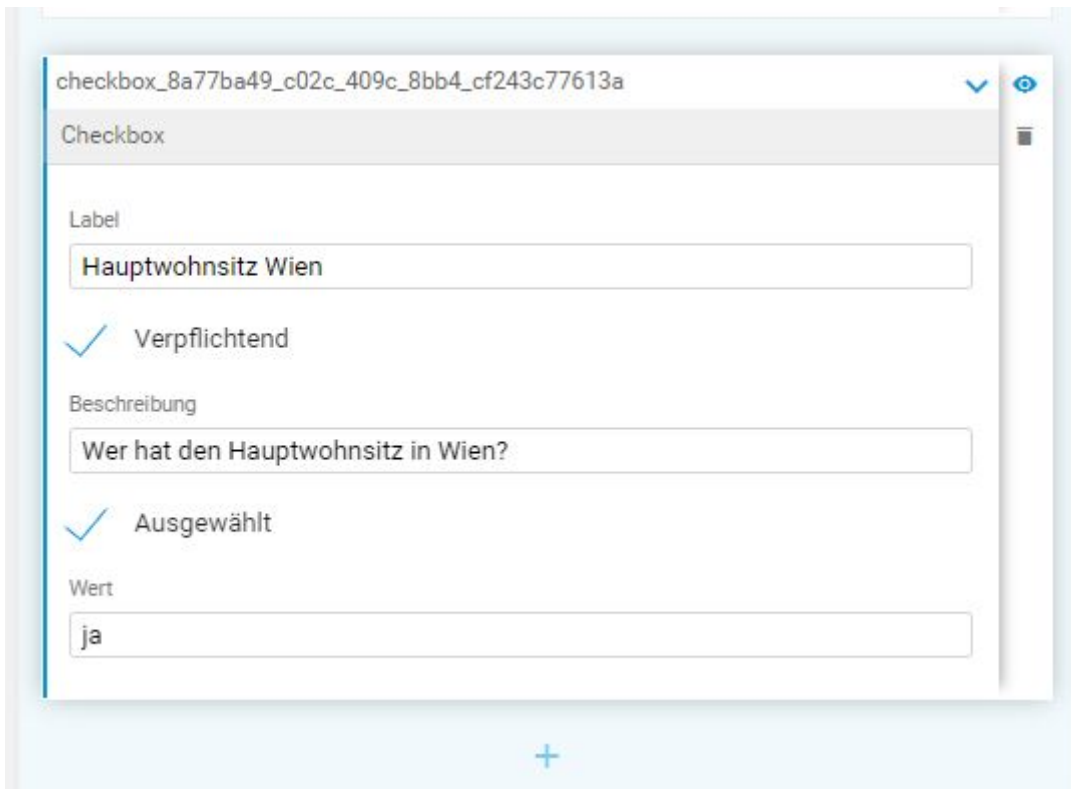 checkbox_8a77ba49_c02c_409c_8bb4_cf243c77613a
Checkbox
Label
Hauptwohnsitz Wien
Verpflichtend
Beschreibung
Wer hat den Hauptwohnsitz in Wien?
Ausgewählt
Wert
ja